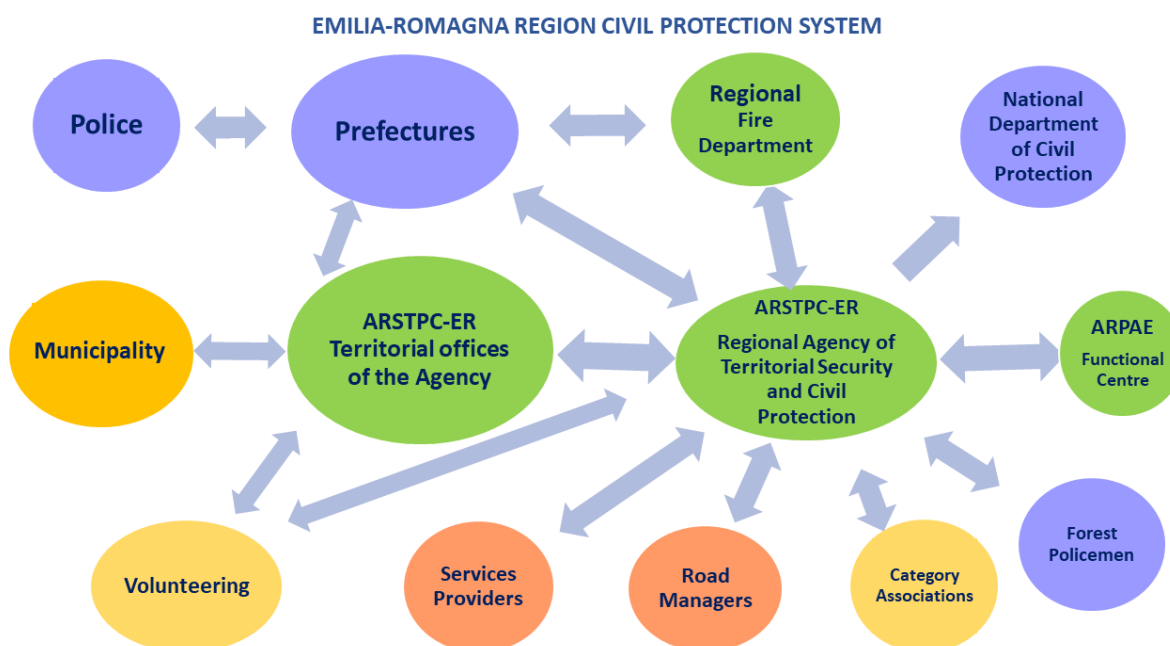 EMILIA-ROMAGNA REGION CIVIL PROTECTION SYSTEM
Police
Prefectures
Regional
Fire
Department
National
Department
of Civil
Protection
Municipality
ARSTPC-ER
Territorial offices
of the Agency
ARSTPC-ER
Regional Agency of
Territorial Security
and Civil
Protection
ARPAE
Functional
Centre
Volunteering
Services
Providers
Road
Managers
Category
Associations
Forest
Policemen